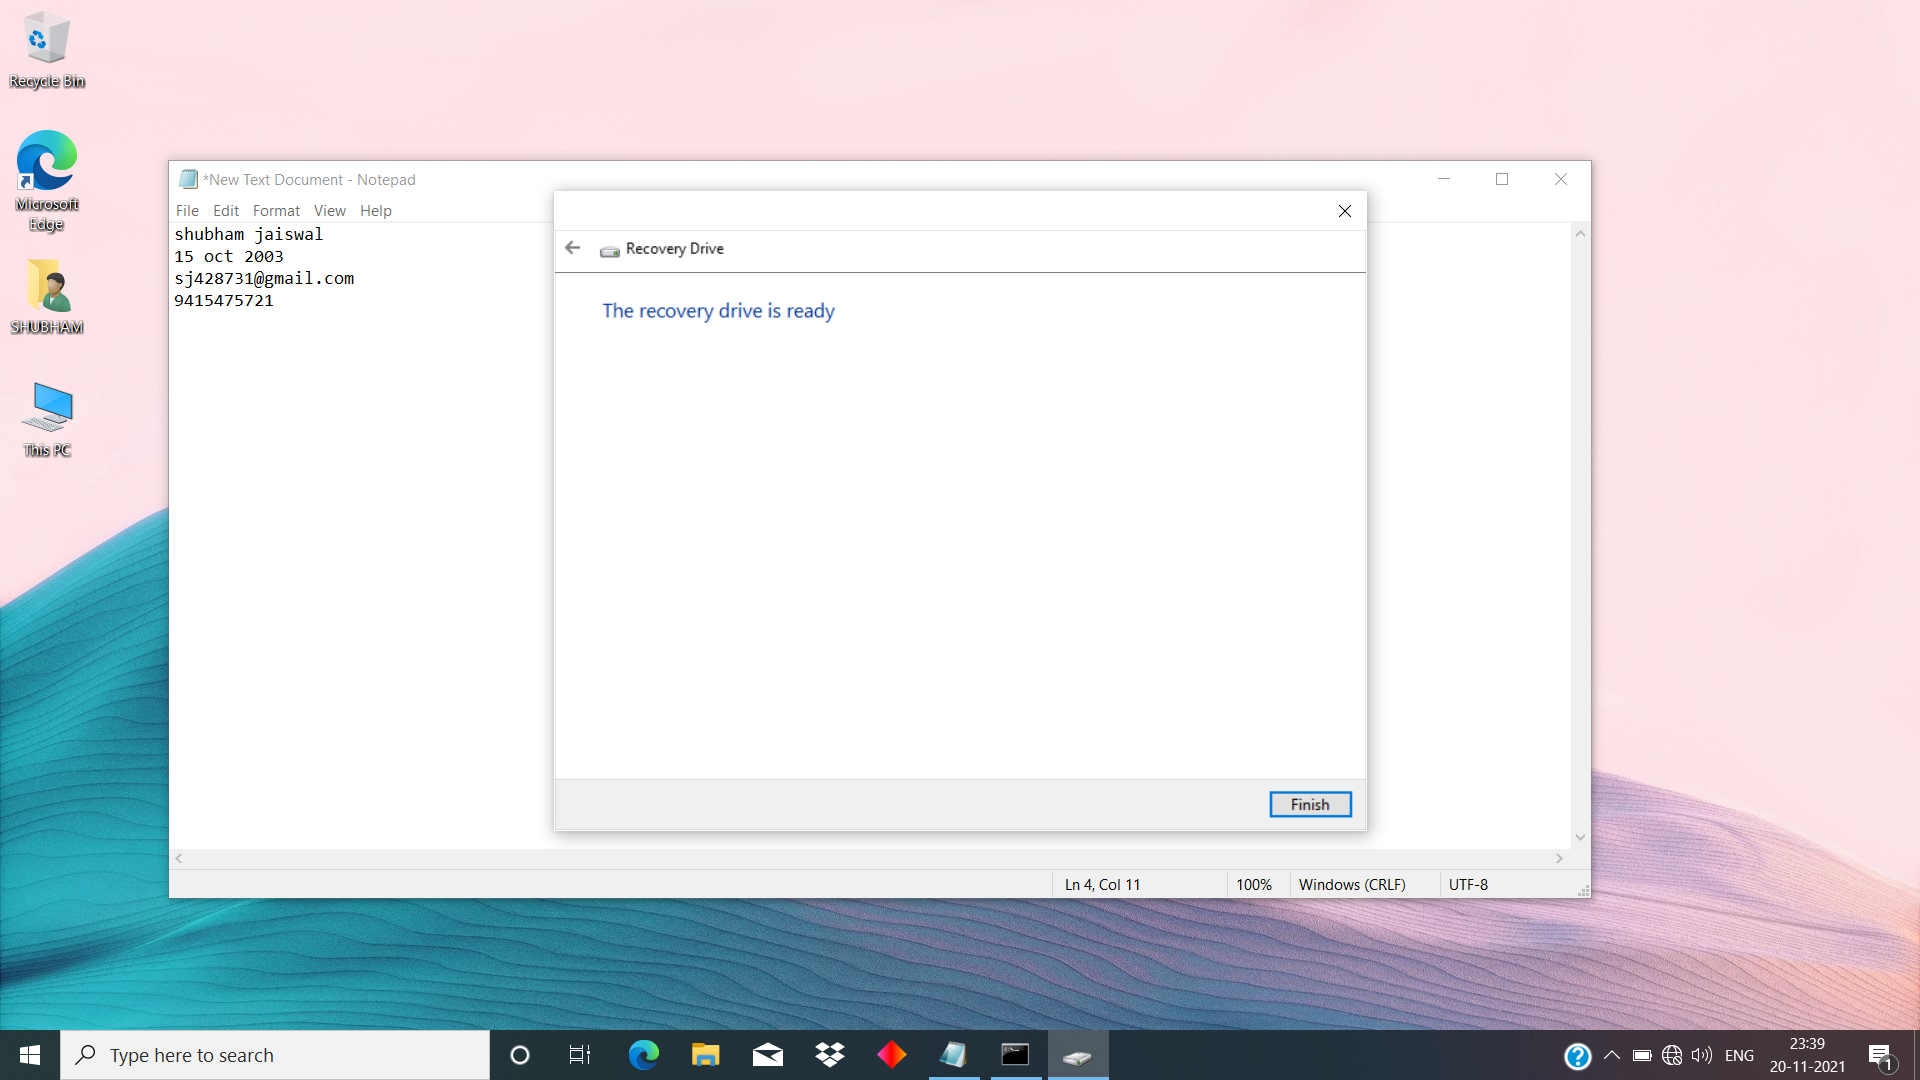 Recycle Bin
Microsoft
Edge
SHUBHAM
This PC
*New Text Document - Notepad
File Edit Format View Help
shubham jaiswal
15 oct 2003
sj428731@gmail.com
9415475721
Recovery Drive
The recovery drive is ready
Finish
Ln 4, Col 11
100%
Windows (CRLF)
UTF-8
Type here to search
ENG
23:39
20-11-2021
1